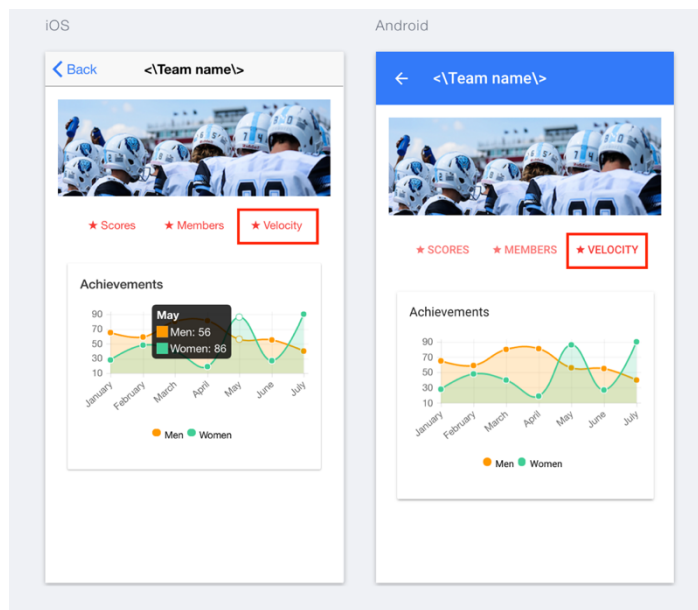 iOS
Back <\Team name\>
★ Scores ★ Members ★ Velocity
Achievements
90
70
50
30
10
May
Men: 56
Women: 86
January February March April May June July
Men Women
Android
← <\Team name\>
★ SCORES ★ MEMBERS ★ VELOCITY
Achievements
90
70
50
30
10
January February March April May June July
Men Women